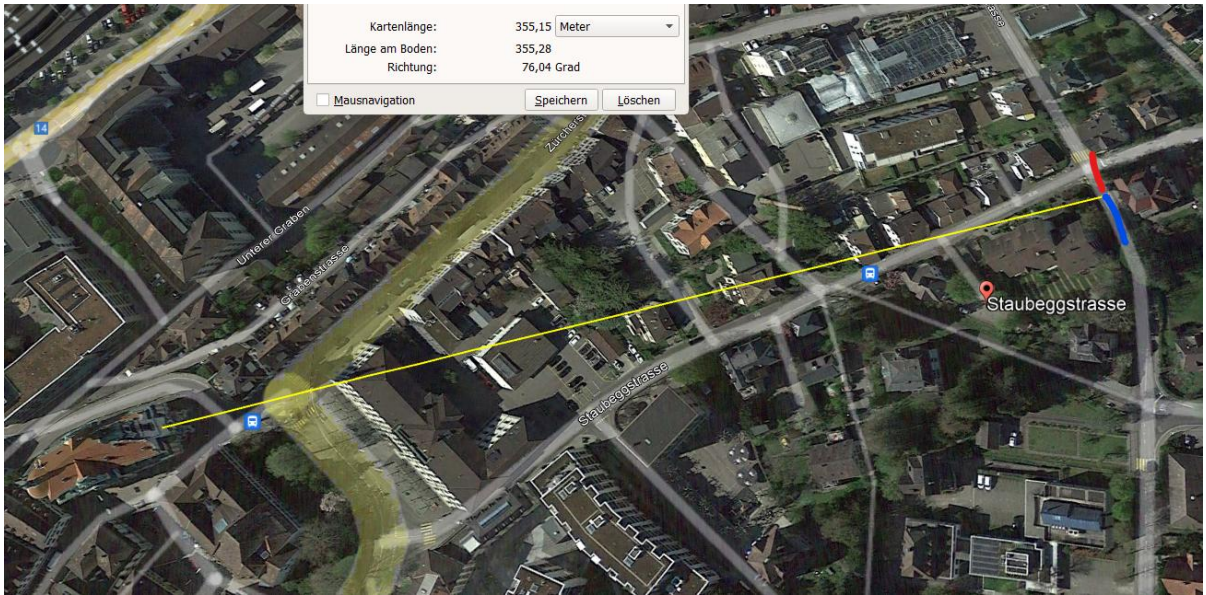 Kartenlänge: 355,15 Meter
Länge am Boden: 355,28
Richtung: 76,04 Grad
Mausnavigation Speichern Löschen
14
Unterer Graben
Grabenstrasse
Staubeggstrasse
Staubeggstrasse